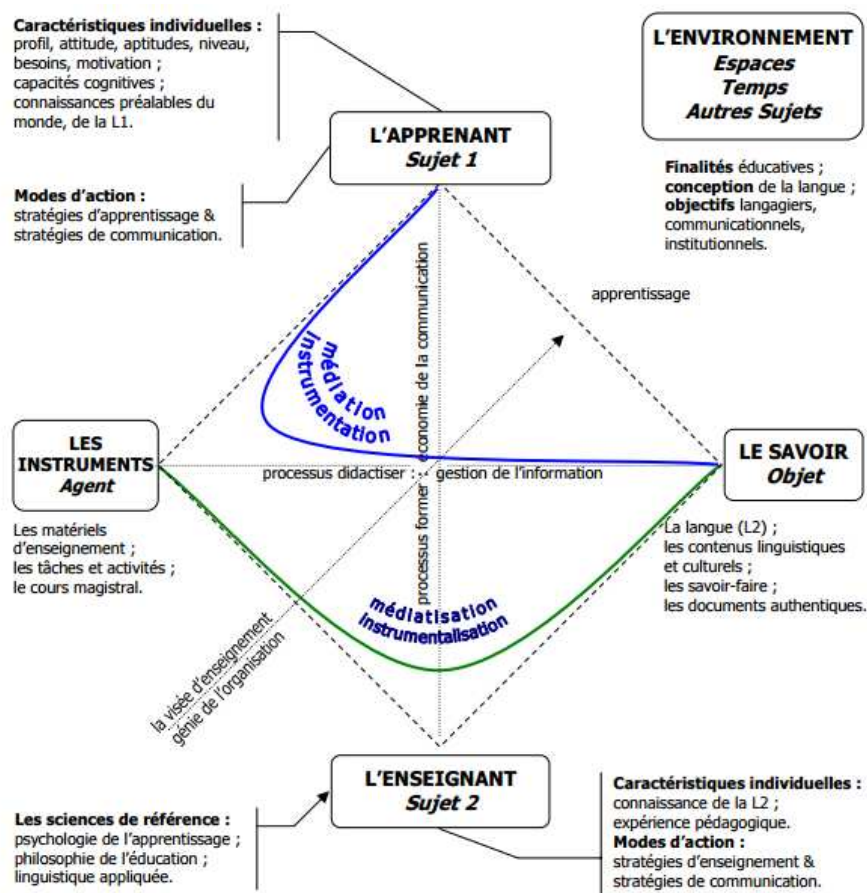 Caractéristiques individuelles :
profil, attitude, aptitudes, niveau,
besoins, motivation ;
capacités cognitives ;
connaissances préalables du
monde, de la L1.
L'ENVIRONNEMENT
Espaces
Temps
Autres Sujets
L'APPRENANT
Sujet 1
Finalités éducatives ;
conception de la langue ;
objectifs langagiers,
communicationnels,
institutionnels.
Modes d'action :
stratégies d'apprentissage &
stratégies de communication.
apprentissage
économie de la communication
médiation
instrumentation
LES
INSTRUMENTS
Agent
processus didactiser : -- gestion de l'information
LE SAVOIR
Objet
Les matériels
d'enseignement ;
les tâches et activités ;
le cours magistral.
La langue (L2) ;
les contenus linguistiques
et culturels ;
les savoir-faire ;
les documents authentiques.
processus former
médiatisation
instrumentalisation
la visée d'enseignement
génie de l'organisation
L'ENSEIGNANT
Sujet 2
Les sciences de référence :
psychologie de l'apprentissage ;
philosophie de l'éducation ;
linguistique appliquée.
Caractéristiques individuelles :
connaissance de la L2 ;
expérience pédagogique.
Modes d'action :
stratégies d'enseignement &
stratégies de communication.